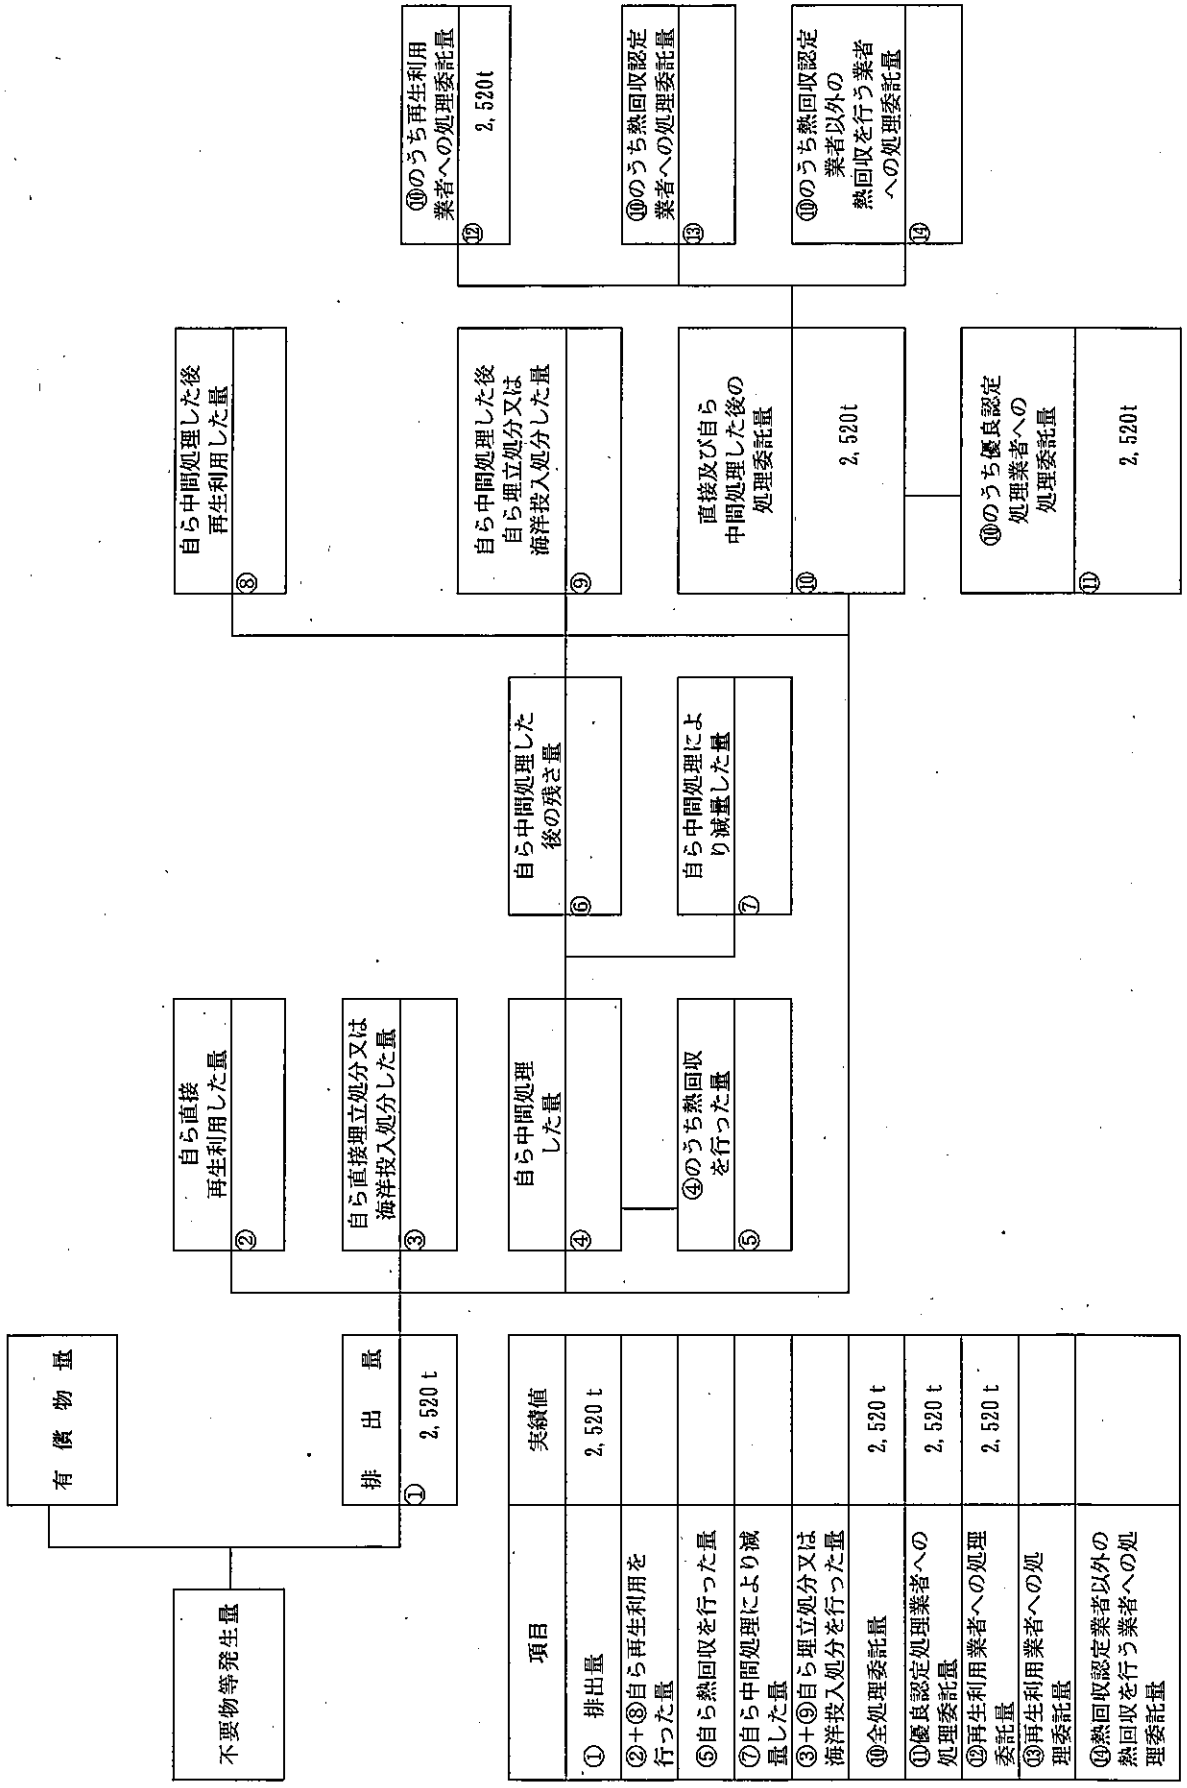 不要物等発生量
有償物量
排出量
①
2,520 t
自ら直接
再生利用した量
②
自ら直接埋立処分又は
海洋投入処分した量
③
自ら中間処理
した量
④
④のうち熱回収
を行った量
⑤
自ら中間処理した
後の残さ量
⑥
自ら中間処理によ
り減量した量
⑦
自ら中間処理した後
再生利用した量
⑧
自ら中間処理した後
自ら埋立処分又は
海洋投入処分した量
⑨
直接及び自ら
中間処理した後の
処理委託量
⑩
2,520t
⑩のうち優良認定
処理業者への
処理委託量
⑪
2,520t
⑩のうち再生利用
業者への処理委託量
⑫
2,520t
⑩のうち熱回収認定
業者への処理委託量
⑬
⑩のうち熱回収認定
業者以外の
熱回収を行う業者
への処理委託量
⑭
項目 実績値
① 排出量 2,520 t
②+⑧自ら再生利用を
行った量
⑤自ら熱回収を行った量
⑦自ら中間処理により減
量した量
③+⑨自ら埋立処分又は
海洋投入処分を行った量
⑩全処理委託量 2,520 t
⑪優良認定処理業者への
処理委託量 2,520 t
⑫再生利用業者への処理
委託量 2,520 t
⑬再生利用業者への処
理委託量
⑭熱回収認定業者以外の
熱回収を行う業者への処
理委託量